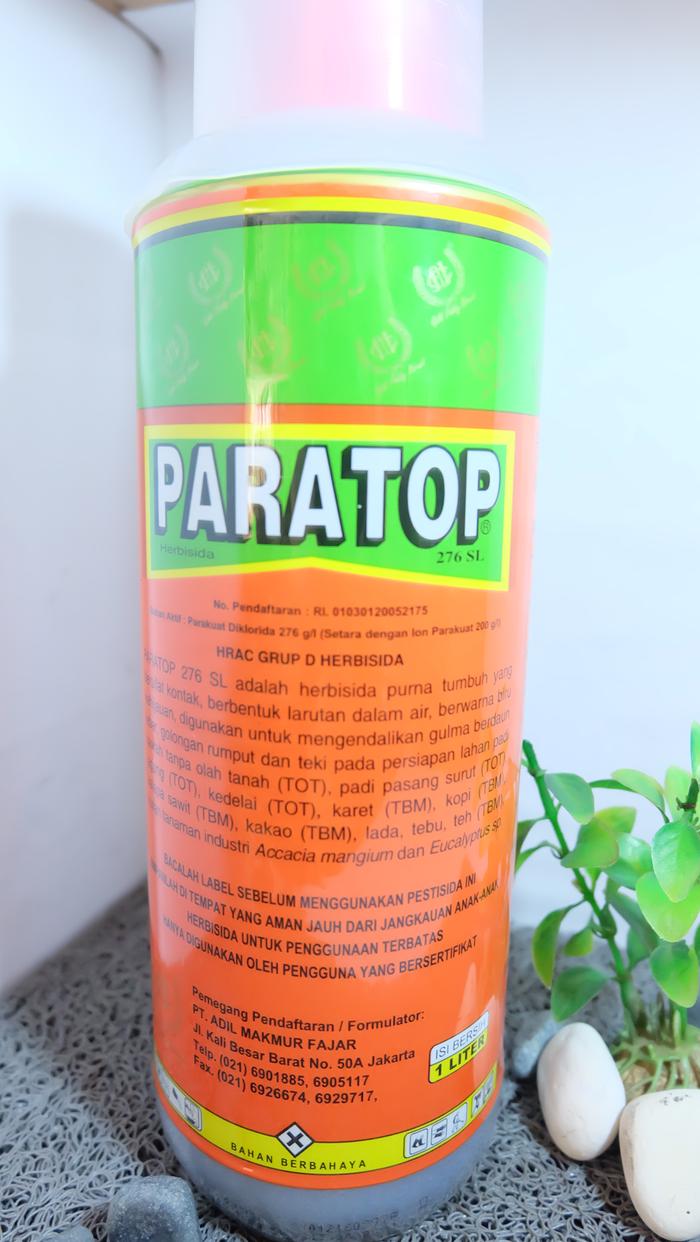 PARATOP®
Herbisida
276 SL
No. Pendaftaran : RI. 01030120052175
Aktif : Parakuat Diklorida 276 g/l (Setara dengan Ion Parakuat 200 g/l)
HRAC GRUP D HERBISIDA
PARATOP 276 SL adalah herbisida purna tumbuh yang
kontak, berbentuk larutan dalam air, berwarna biru
digunakan untuk mengendalikan gulma berdaun
golongan rumput dan teki pada persiapan lahan padi
tanpa olah tanah (TOT), padi pasang surut (TOT),
(TOT), kedelai (TOT), karet (TBM), kopi (TBM),
sawit (TBM), kakao (TBM), lada, tebu, teh (TBM),
tanaman industri Accacia mangium dan Eucalyptus sp.
BACALAH LABEL SEBELUM MENGGUNAKAN PESTISIDA INI
DI TEMPAT YANG AMAN JAUH DARI JANGKAUAN ANAK-ANAK
HERBISIDA UNTUK PENGGUNAAN TERBATAS
HANYA DIGUNAKAN OLEH PENGGUNA YANG BERSERTIFIKAT
Pemegang Pendaftaran / Formulator:
PT. ADIL MAKMUR FAJAR
Jl. Kali Besar Barat No. 50A Jakarta
Telp. (021) 6901885, 6905117
Fax. (021) 6926674, 6929717,
ISI BERSIH
1 LITER
BAHAN BERBAHAYA